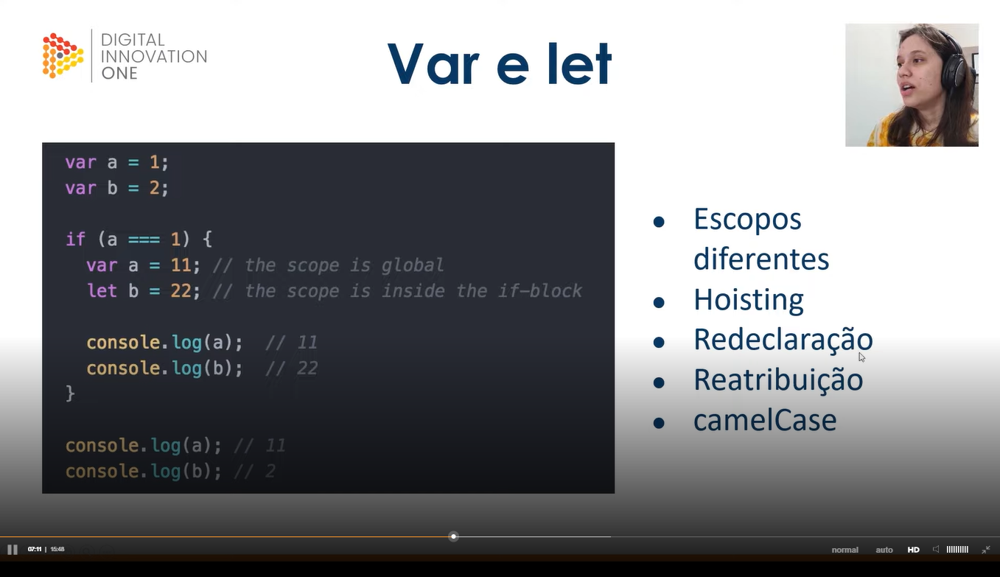 DIGITAL
INNOVATION
ONE
Var e let
var a = 1;
var b = 2;
if (a === 1) {
var a = 11; // the scope is global
let b = 22; // the scope is inside the if-block
console.log(a); // 11
console.log(b); // 22
}
console.log(a); // 11
console.log(b); // 2
● Escopos
diferentes
● Hoisting
● Redeclaração
● Reatribuição
● camelCase
07:11 | 15:48
normal auto HD